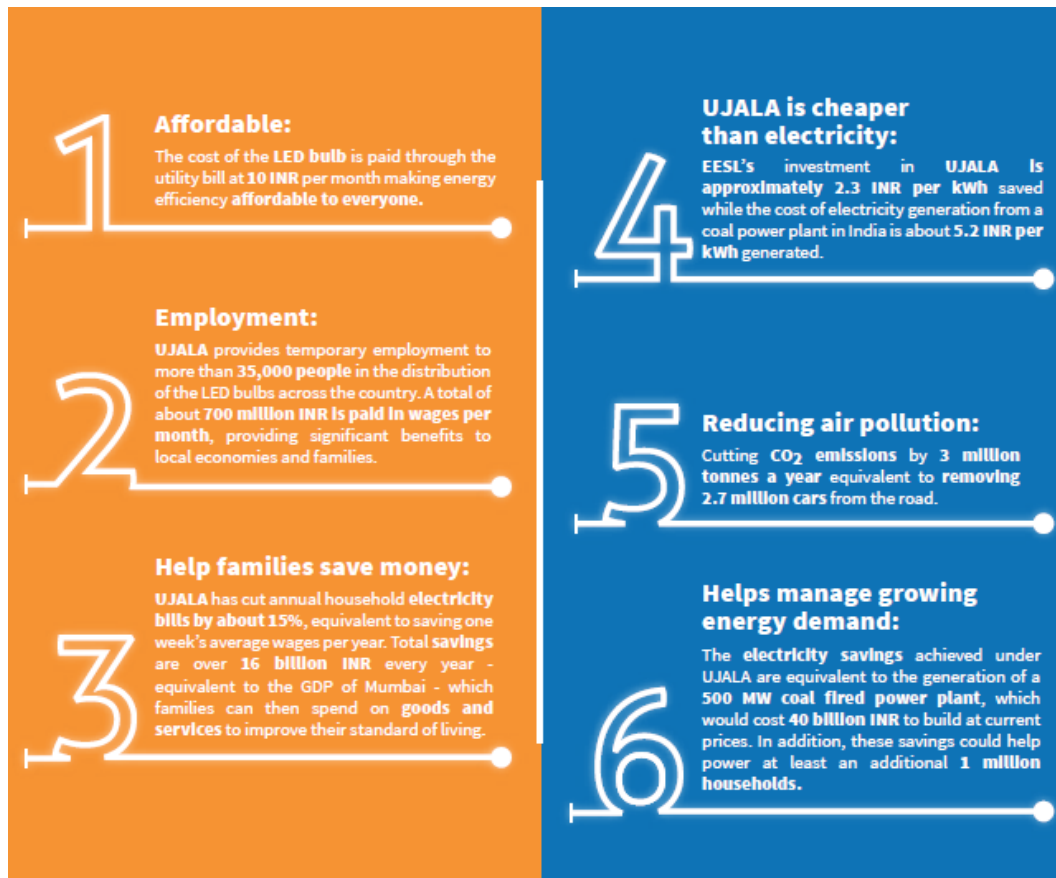 1
Affordable:
The cost of the LED bulb is paid through the
utility bill at 10 INR per month making energy
efficiency affordable to everyone.
2
Employment:
UJALA provides temporary employment to
more than 35,000 people in the distribution
of the LED bulbs across the country. A total of
about 700 million INR is paid in wages per
month, providing significant benefits to
local economies and families.
3
Help families save money:
UJALA has cut annual household electricity
bills by about 15%, equivalent to saving one
week's average wages per year. Total savings
are over 16 billion INR every year -
equivalent to the GDP of Mumbai - which
families can then spend on goods and
services to improve their standard of living.
4
UJALA is cheaper
than electricity:
EESL's investment in UJALA is
approximately 2.3 INR per kWh saved
while the cost of electricity generation from a
coal power plant in India is about 5.2 INR per
kWh generated.
5
Reducing air pollution:
Cutting CO2 emissions by 3 million
tonnes a year equivalent to removing
2.7 million cars from the road.
6
Helps manage growing
energy demand:
The electricity savings achieved under
UJALA are equivalent to the generation of a
500 MW coal fired power plant, which
would cost 40 billion INR to build at current
prices. In addition, these savings could help
power at least an additional 1 million
households.